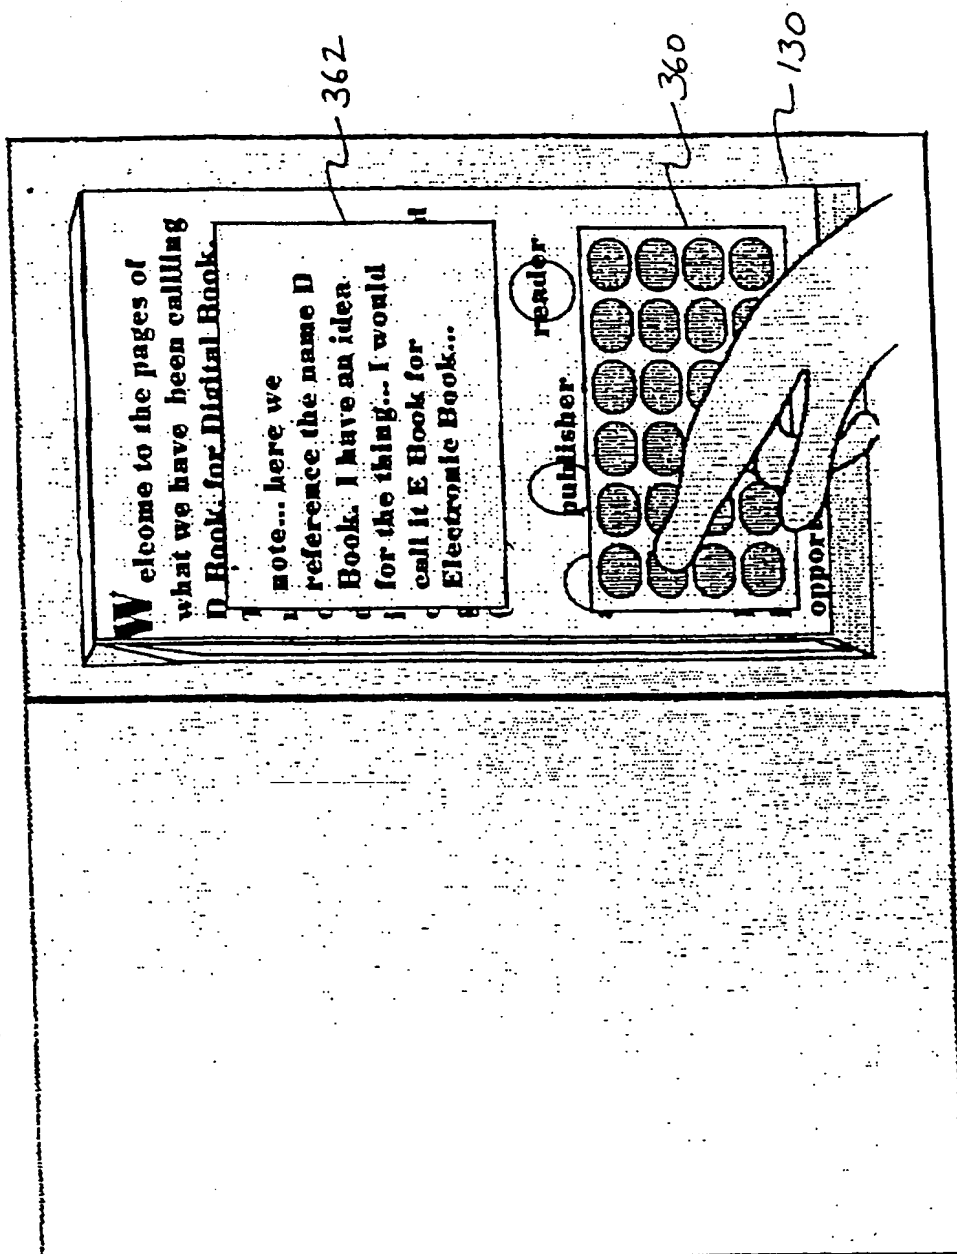 Welcome to the pages of
what we have been callling
D Book, for Digital Book.
note... here we
reference the name D
Book. I have an idea
for the thing... I would
call it E Book for
Electronic Book...
publisher
reader
oppor
362
360
130